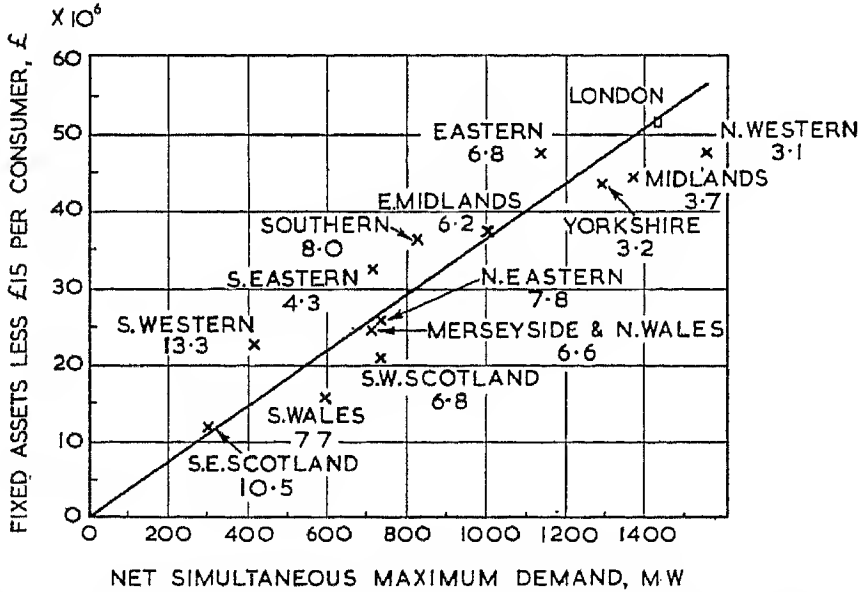 X 10⁶
FIXED ASSETS LESS £15 PER CONSUMER, £
60
50
40
30
20
10
0
LONDON
EASTERN
6·8
N.WESTERN
3·1
MIDLANDS
3·7
E.MIDLANDS
6·2
YORKSHIRE
3·2
SOUTHERN
8·0
S.EASTERN
4·3
N.EASTERN
7·8
S.WESTERN
13·3
MERSEYSIDE & N.WALES
6·6
S.W.SCOTLAND
6·8
S.WALES
7 7
S.E.SCOTLAND
10·5
0 200 400 600 800 1000 1200 1400
NET SIMULTANEOUS MAXIMUM DEMAND, M W